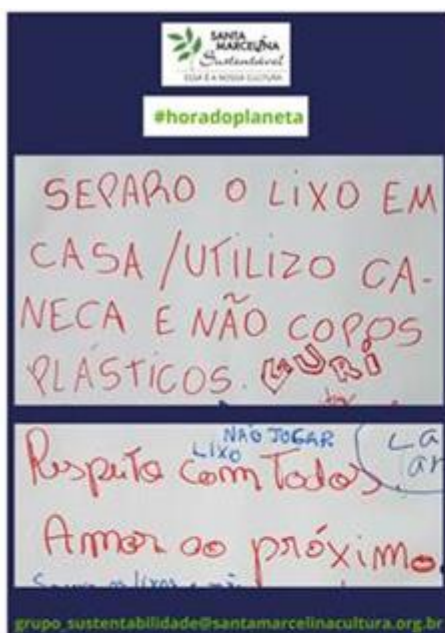 SANTA
MARCELINA
Sustentável
ESSA É A NOSSA CULTURA
#horadoplaneta
SEPARO O LIXO EM
CASA /UTILIZO CA-
NECA E NÃO COPOS
PLÁSTICOS. YURI
NÃO JOGAR
LIXO
Respeito com Todos.
Amor ao próximo.
grupo_sustentabilidade@santamarcelinacultura.org.br